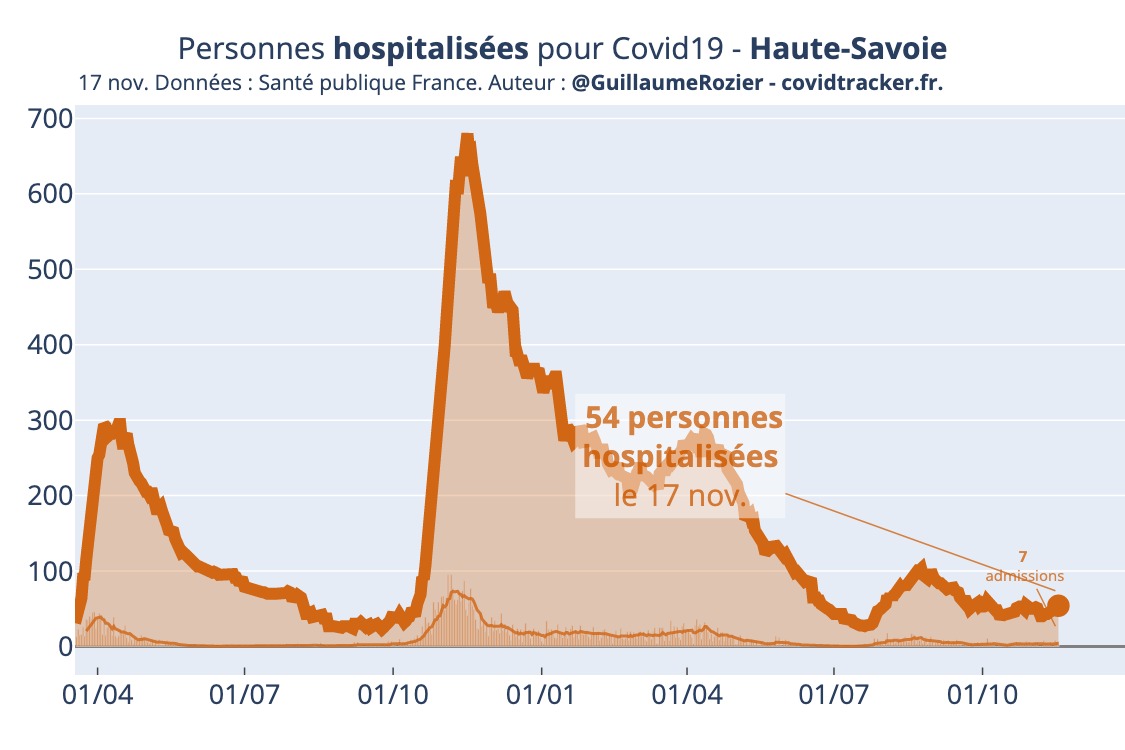 Personnes hospitalisées pour Covid19 - Haute-Savoie
17 nov. Données : Santé publique France. Auteur : @GuillaumeRozier - covidtracker.fr.
700
600
500
400
300
200
100
0
54 personnes
hospitalisées
le 17 nov.
7
admissions
01/04
01/07
01/10
01/01
01/04
01/07
01/10